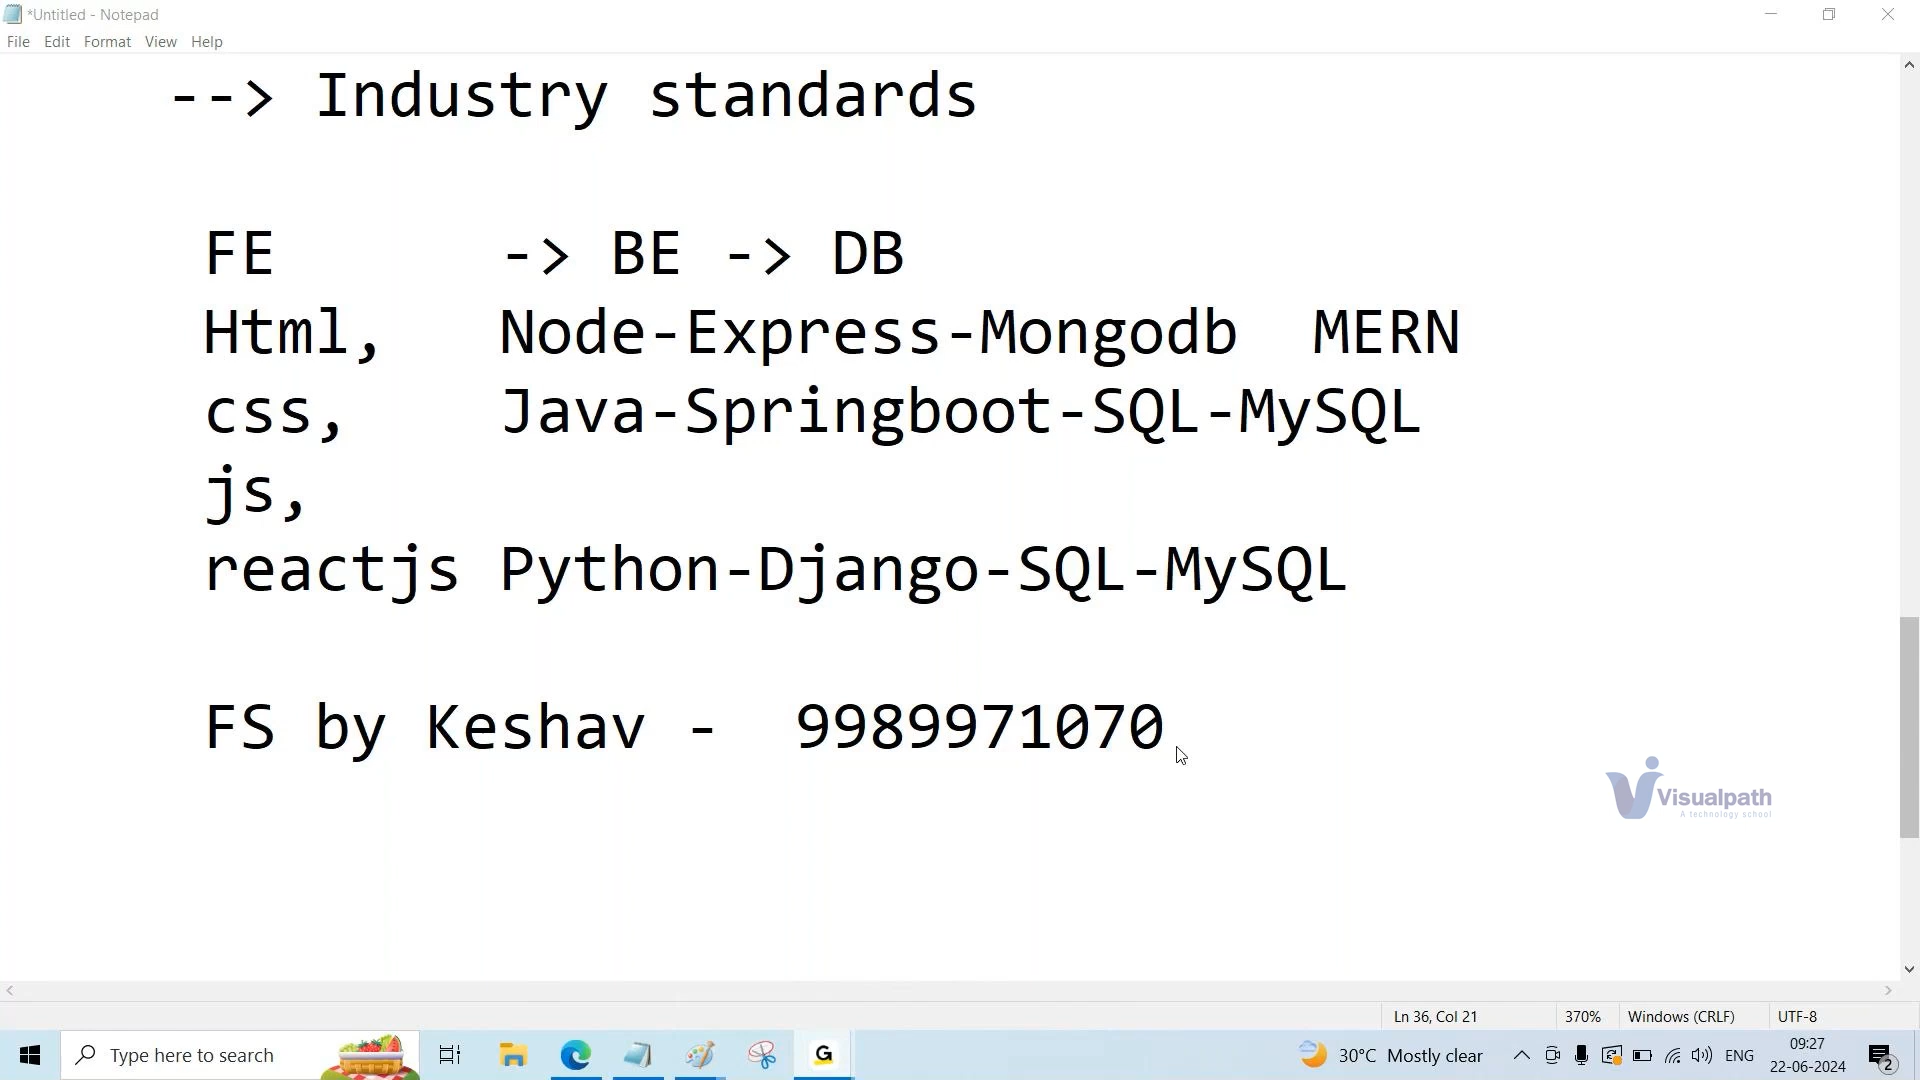 *Untitled - Notepad
File Edit Format View Help
--> Industry standards
FE -> BE -> DB
Html, Node-Express-Mongodb MERN
css, Java-Springboot-SQL-MySQL
js,
reactjs Python-Django-SQL-MySQL
FS by Keshav - 9989971070
Visualpath
A technology school
Ln 36, Col 21 370% Windows (CRLF) UTF-8
Type here to search
G
30°C Mostly clear
ENG
09:27
22-06-2024
2